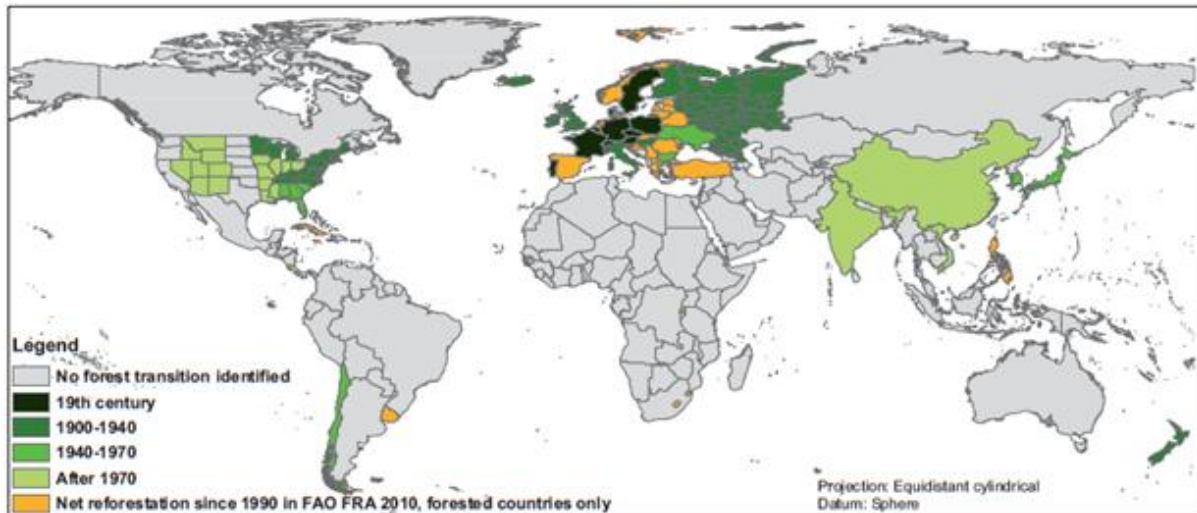 Legend
No forest transition identified
19th century
1900-1940
1940-1970
After 1970
Net reforestation since 1990 in FAO FRA 2010, forested countries only
Projection: Equidistant cylindrical
Datum: Sphere